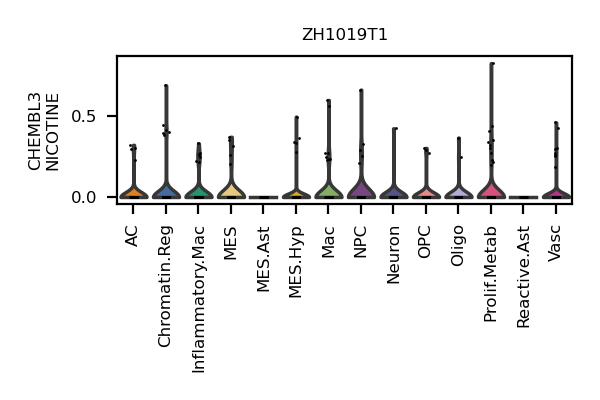 ZH1019T1
CHEMBL3
NICOTINE
0.5
0.0
AC
Chromatin.Reg
Inflammatory.Mac
MES
MES.Ast
MES.Hyp
Mac
NPC
Neuron
OPC
Oligo
Prolif.Metab
Reactive.Ast
Vasc